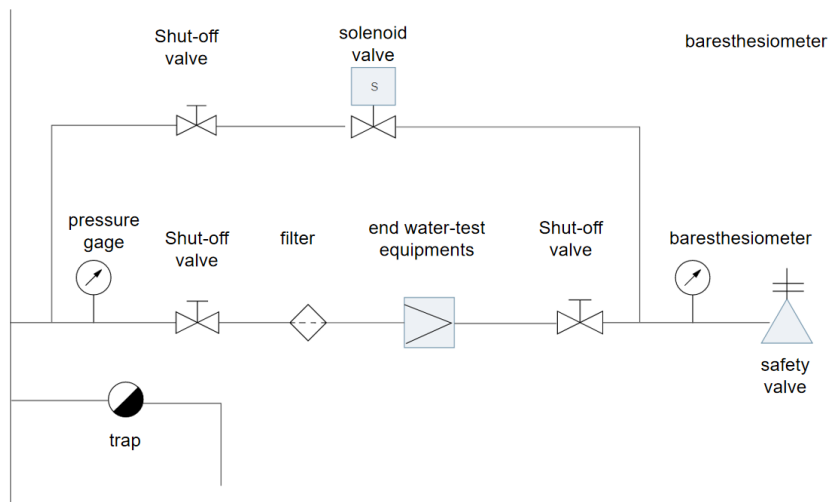 Shut-off
valve
solenoid
valve
baresthesiometer
S
pressure
gage
Shut-off
valve
filter
end water-test
equipments
Shut-off
valve
baresthesiometer
safety
valve
trap